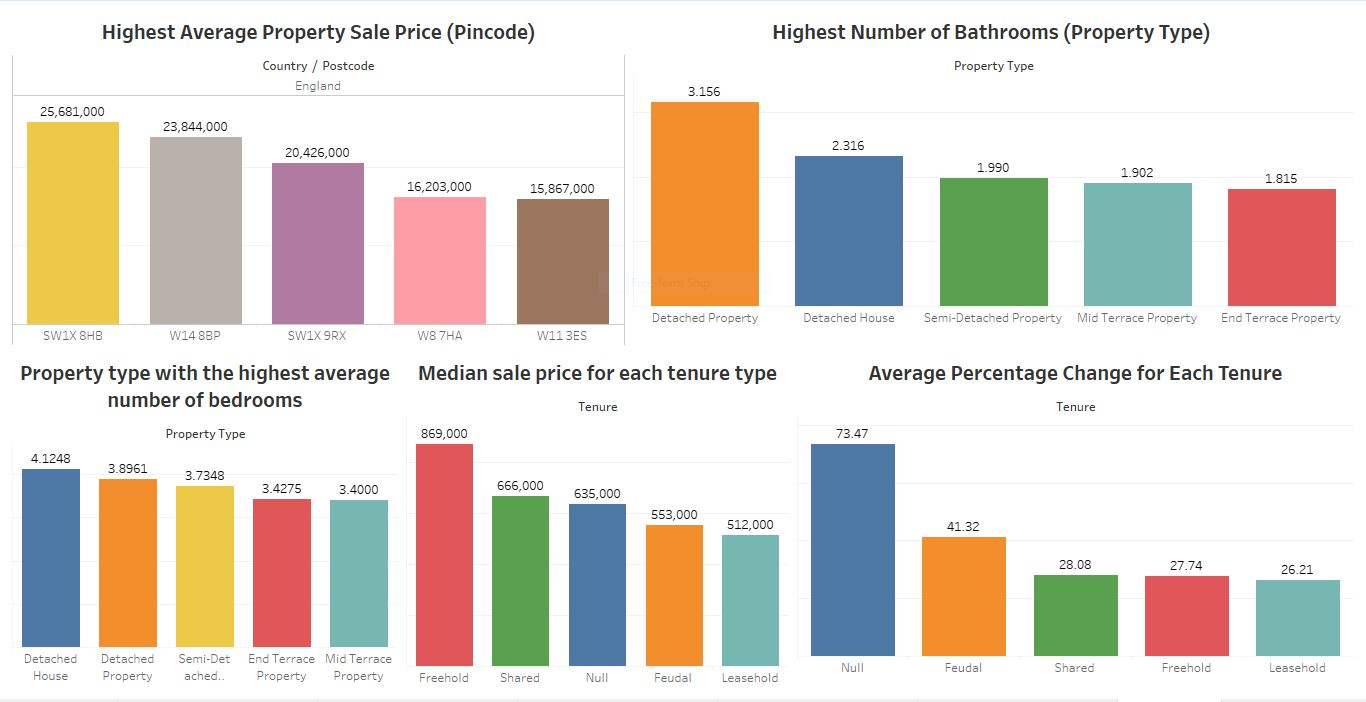 Highest Average Property Sale Price (Pincode)
Country / Postcode
England
25,681,000
23,844,000
20,426,000
16,203,000
15,867,000
SW1X 8HB
W14 8BP
SW1X 9RX
W8 7HA
W11 3ES
Highest Number of Bathrooms (Property Type)
Property Type
3.156
2.316
1.990
1.902
1.815
Free-form Snip
Detached Property
Detached House
Semi-Detached Property
Mid Terrace Property
End Terrace Property
Property type with the highest average
number of bedrooms
Property Type
4.1248
3.8961
3.7348
3.4275
3.4000
Detached
House
Detached
Property
Semi-Det
ached..
End Terrace
Property
Mid Terrace
Property
Median sale price for each tenure type
Tenure
869,000
666,000
635,000
553,000
512,000
Freehold
Shared
Null
Feudal
Leasehold
Average Percentage Change for Each Tenure
Tenure
73.47
41.32
28.08
27.74
26.21
Null
Feudal
Shared
Freehold
Leasehold